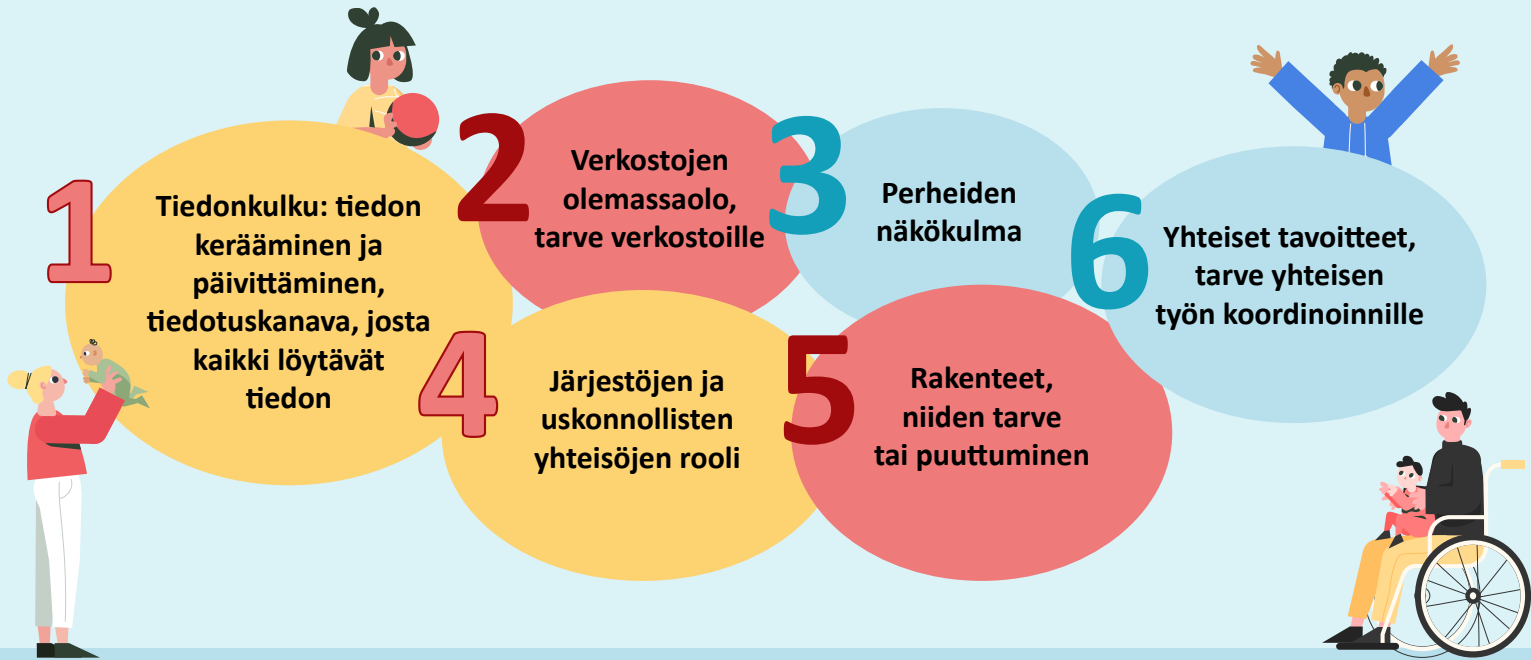 1
Tiedonkulku: tiedon
kerääminen ja
päivittäminen,
tiedotuskanava, josta
kaikki löytävät
tiedon
2
Verkostojen
olemassaolo,
tarve verkostoille
3
Perheiden
näkökulma
4
Järjestöjen ja
uskonnollisten
yhteisöjen rooli
5
Rakenteet,
niiden tarve
tai puuttuminen
6
Yhteiset tavoitteet,
tarve yhteisen
työn koordinoinnille